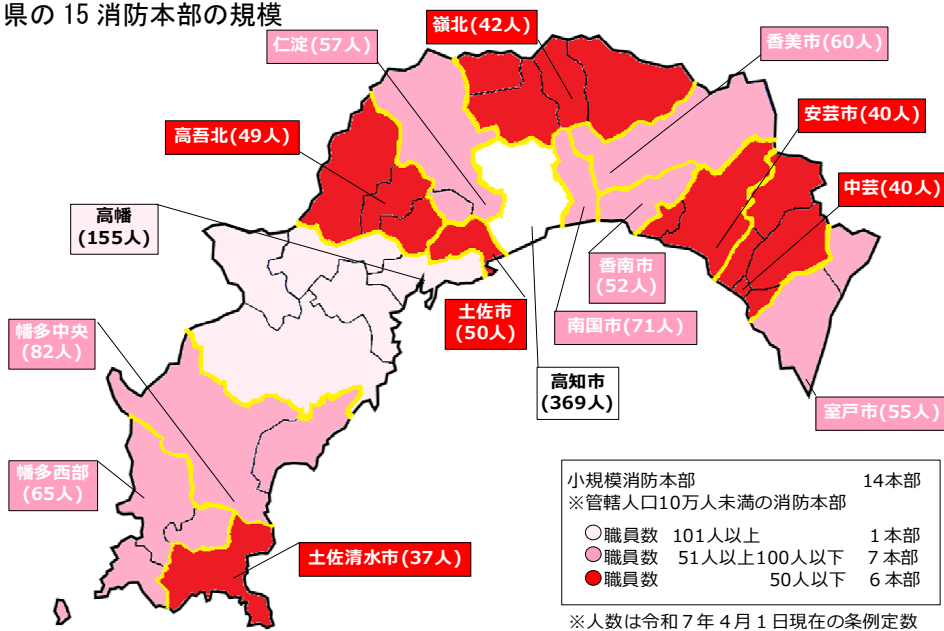 県の 15 消防本部の規模
嶺北(42人)
仁淀(57人)
香美市(60人)
安芸市(40人)
高吾北(49人)
中芸(40人)
高幡
(155人)
香南市
(52人)
土佐市
(50人)
南国市(71人)
幡多中央
(82人)
高知市
(369人)
室戸市(55人)
幡多西部
(65人)
土佐清水市(37人)
小規模消防本部 14本部
※管轄人口10万人未満の消防本部
職員数 101人以上 1本部
職員数 51人以上100人以下 7本部
職員数 50人以下 6本部
※人数は令和7年4月1日現在の条例定数